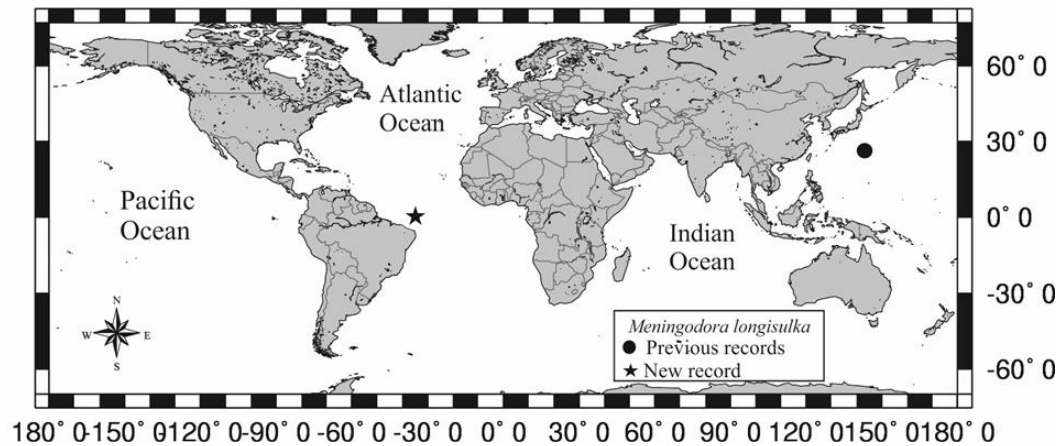 Atlantic
Ocean
60° 0
30° 0
Pacific
Ocean
0° 0
Indian
Ocean
-30° 0
N
W E
S
Meningodora longisulka
Previous records
New record
-60° 0
180° 0-150° 0-120° 0-90° 0 -60° 0 -30° 0 0° 0 30° 0 60° 0 90° 0 120° 0150° 0180° 0